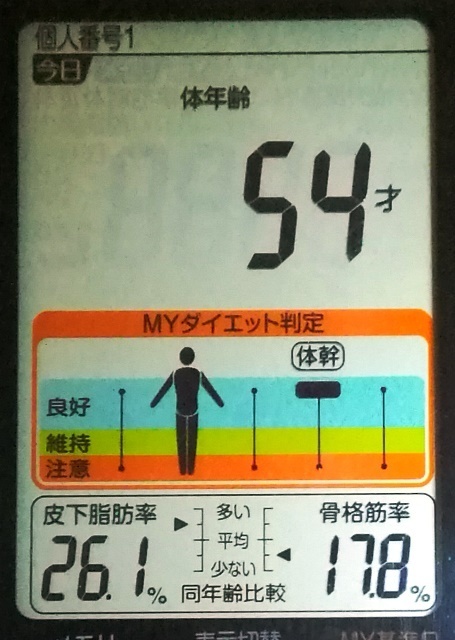 個人番号1
今日
体年齢
54才
MYダイエット判定
体幹
良好
維持
注意
皮下脂肪率
26.1%
多い
平均
少ない
同年齢比較
骨格筋率
17.8%